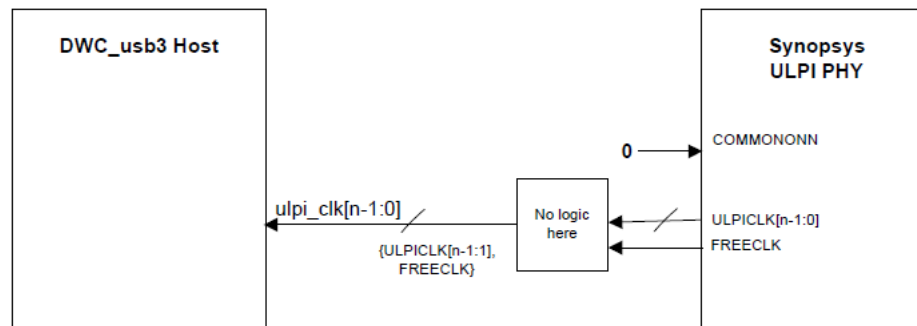 DWC_usb3 Host
Synopsys
ULPI PHY
0
COMMONONN
ulpi_clk[n-1:0]
No logic
here
ULPICLK[n-1:0]
FREECLK
{ULPICLK[n-1:1],
FREECLK}